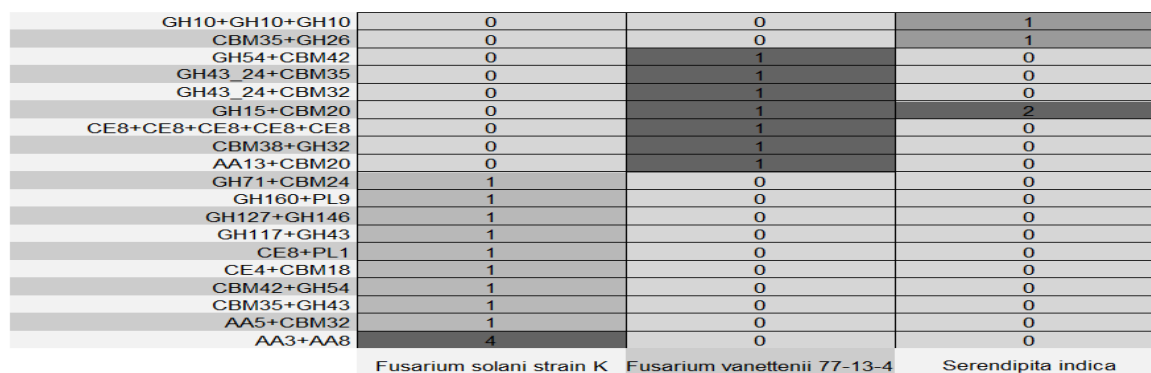 GH10+GH10+GH10 0 0 1
CBM35+GH26 0 0 1
GH54+CBM42 0 1 0
GH43_24+CBM35 0 1 0
GH43_24+CBM32 0 1 0
GH15+CBM20 0 1 2
CE8+CE8+CE8+CE8+CE8 0 1 0
CBM38+GH32 0 1 0
AA13+CBM20 0 1 0
GH71+CBM24 1 0 0
GH160+PL9 1 0 0
GH127+GH146 1 0 0
GH117+GH43 1 0 0
CE8+PL1 1 0 0
CE4+CBM18 1 0 0
CBM42+GH54 1 0 0
CBM35+GH43 1 0 0
AA5+CBM32 1 0 0
AA3+AA8 4 0 0
Fusarium solani strain K Fusarium vanettenii 77-13-4 Serendipita indica